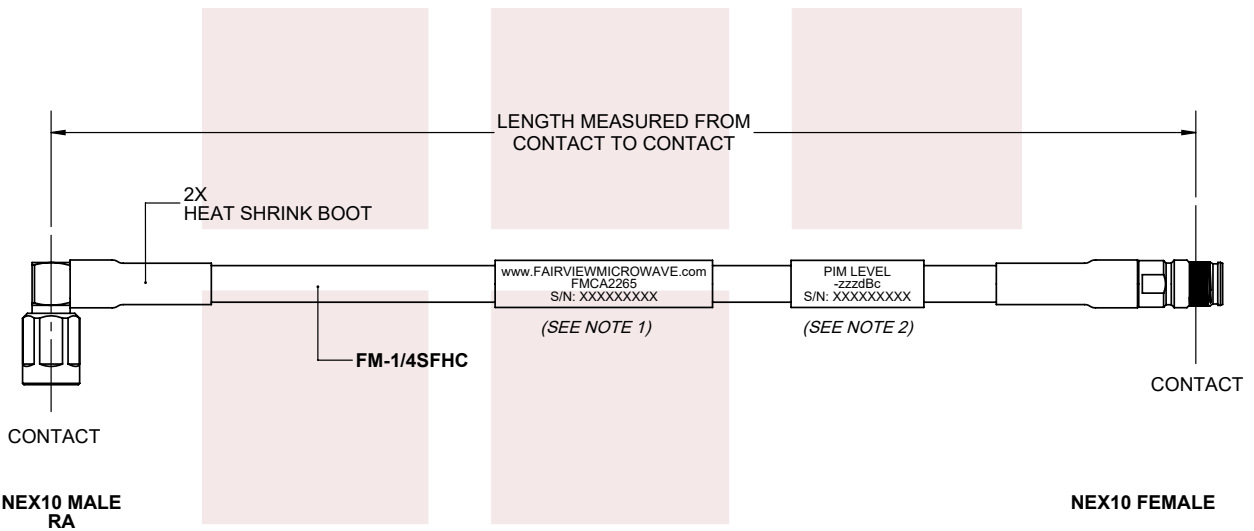 LENGTH MEASURED FROM
CONTACT TO CONTACT
2X
HEAT SHRINK BOOT
www.FAIRVIEWMICROWAVE.com
FMCA2265
S/N: XXXXXXXXX
PIM LEVEL
-zzzdBc
S/N: XXXXXXXXX
(SEE NOTE 1)
(SEE NOTE 2)
FM-1/4SFHC
CONTACT
CONTACT
NEX10 MALE
RA
NEX10 FEMALE